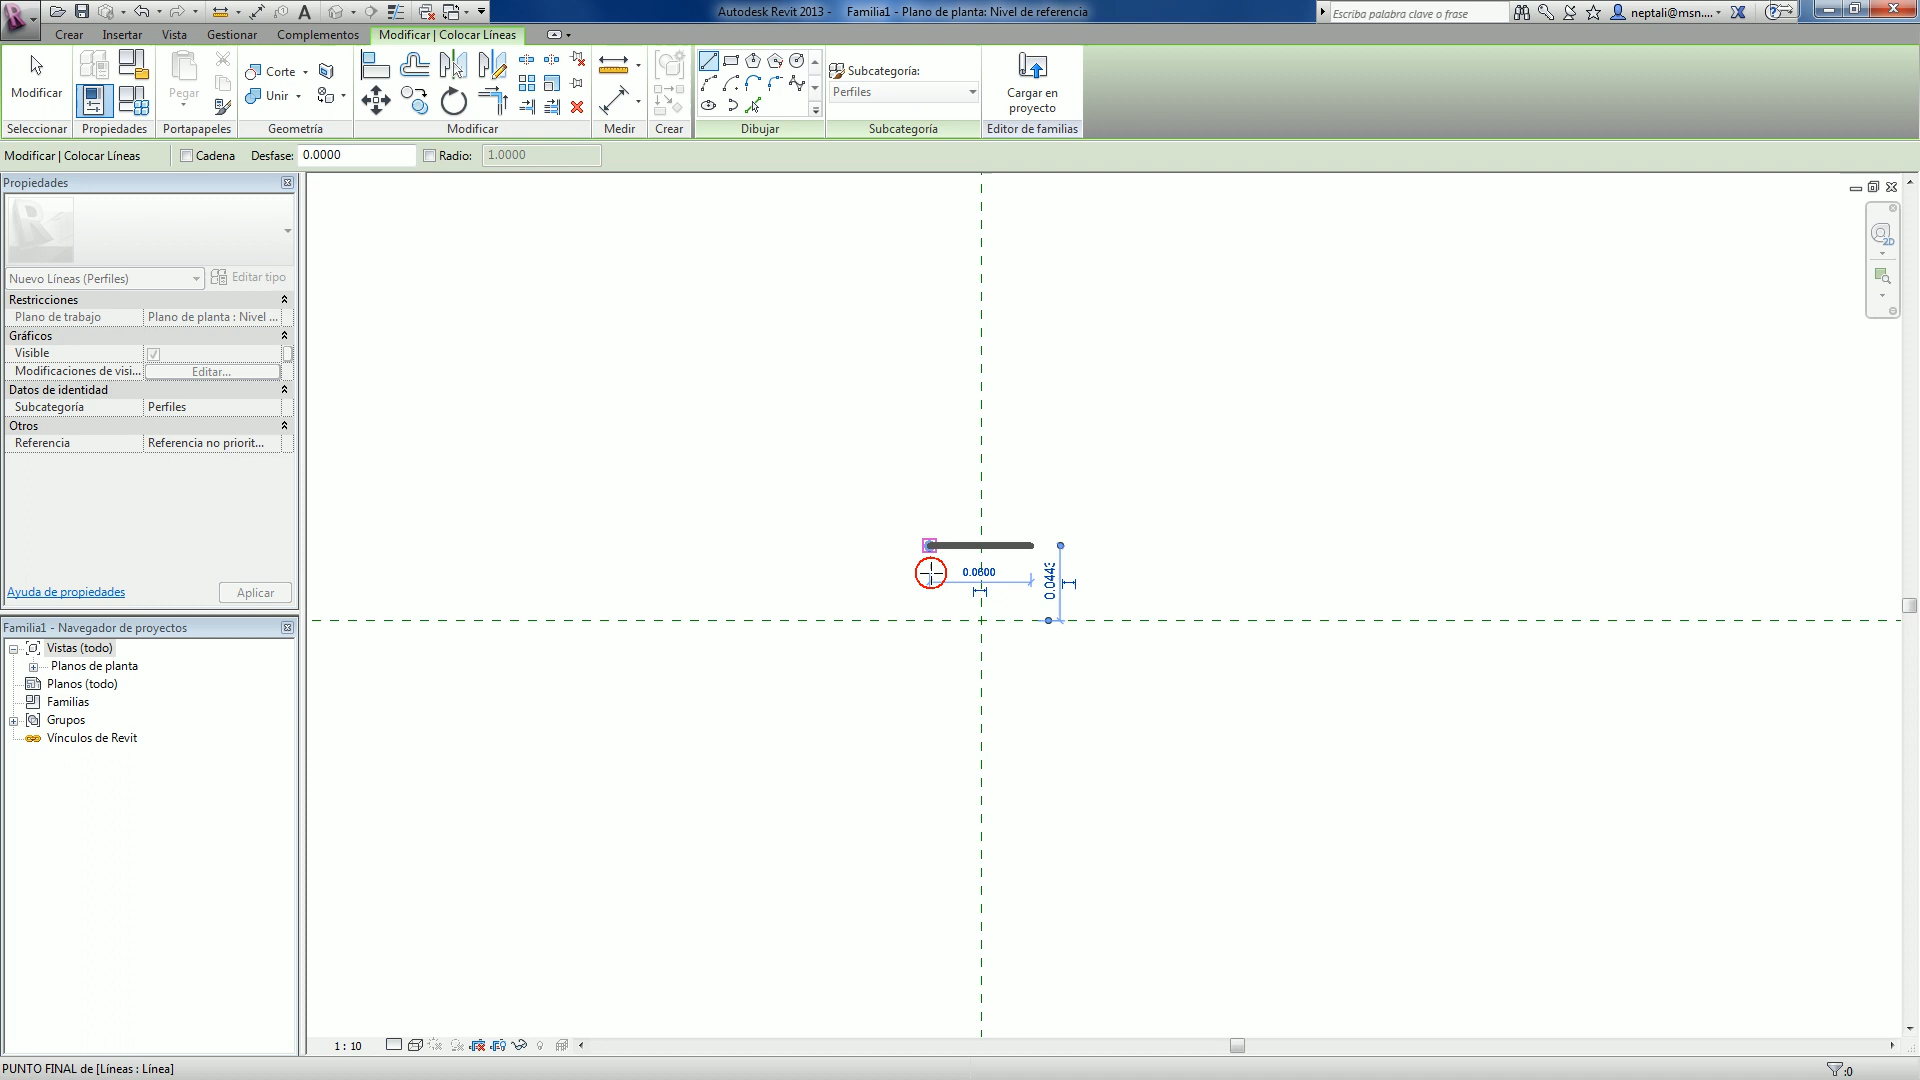 Autodesk Revit 2013 - Familia1 - Plano de planta: Nivel de referencia
Escriba palabra clave o frase
neptali@msn....
Crear Insertar Vista Gestionar Complementos Modificar | Colocar Líneas
Modificar
Pegar
Corte
Unir
Subcategoría:
Perfiles
Cargar en
proyecto
Seleccionar Propiedades Portapapeles Geometría Modificar Medir Crear Dibujar Subcategoría Editor de familias
Modificar | Colocar Líneas Cadena Desfase: 0.0000 Radio: 1.0000
Propiedades
Nuevo Líneas (Perfiles) Editar tipo
Restricciones
Plano de trabajo Plano de planta : Nivel ...
Gráficos
Visible
Modificaciones de visi... Editar...
Datos de identidad
Subcategoría Perfiles
Otros
Referencia Referencia no priorit...
Ayuda de propiedades Aplicar
Familia1 - Navegador de proyectos
Vistas (todo)
Planos de planta
Planos (todo)
Familias
Grupos
Vínculos de Revit
2D
0.0600
0.0443
1 : 10
PUNTO FINAL de [Líneas : Línea]
:0